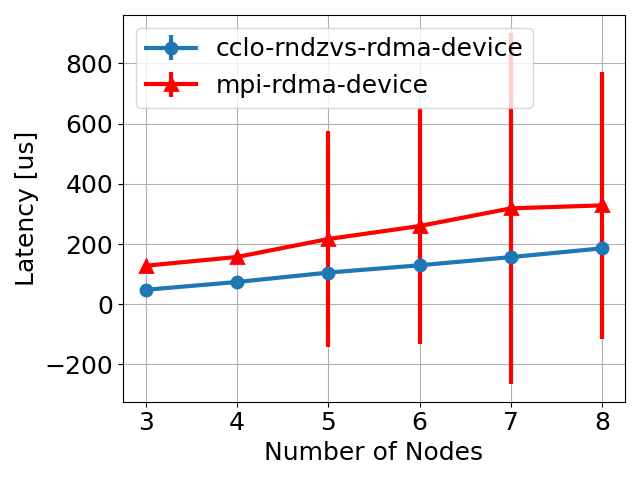 cclo-rndzvs-rdma-device
mpi-rdma-device
800
600
400
200
0
−200
Latency [us]
3 4 5 6 7 8
Number of Nodes